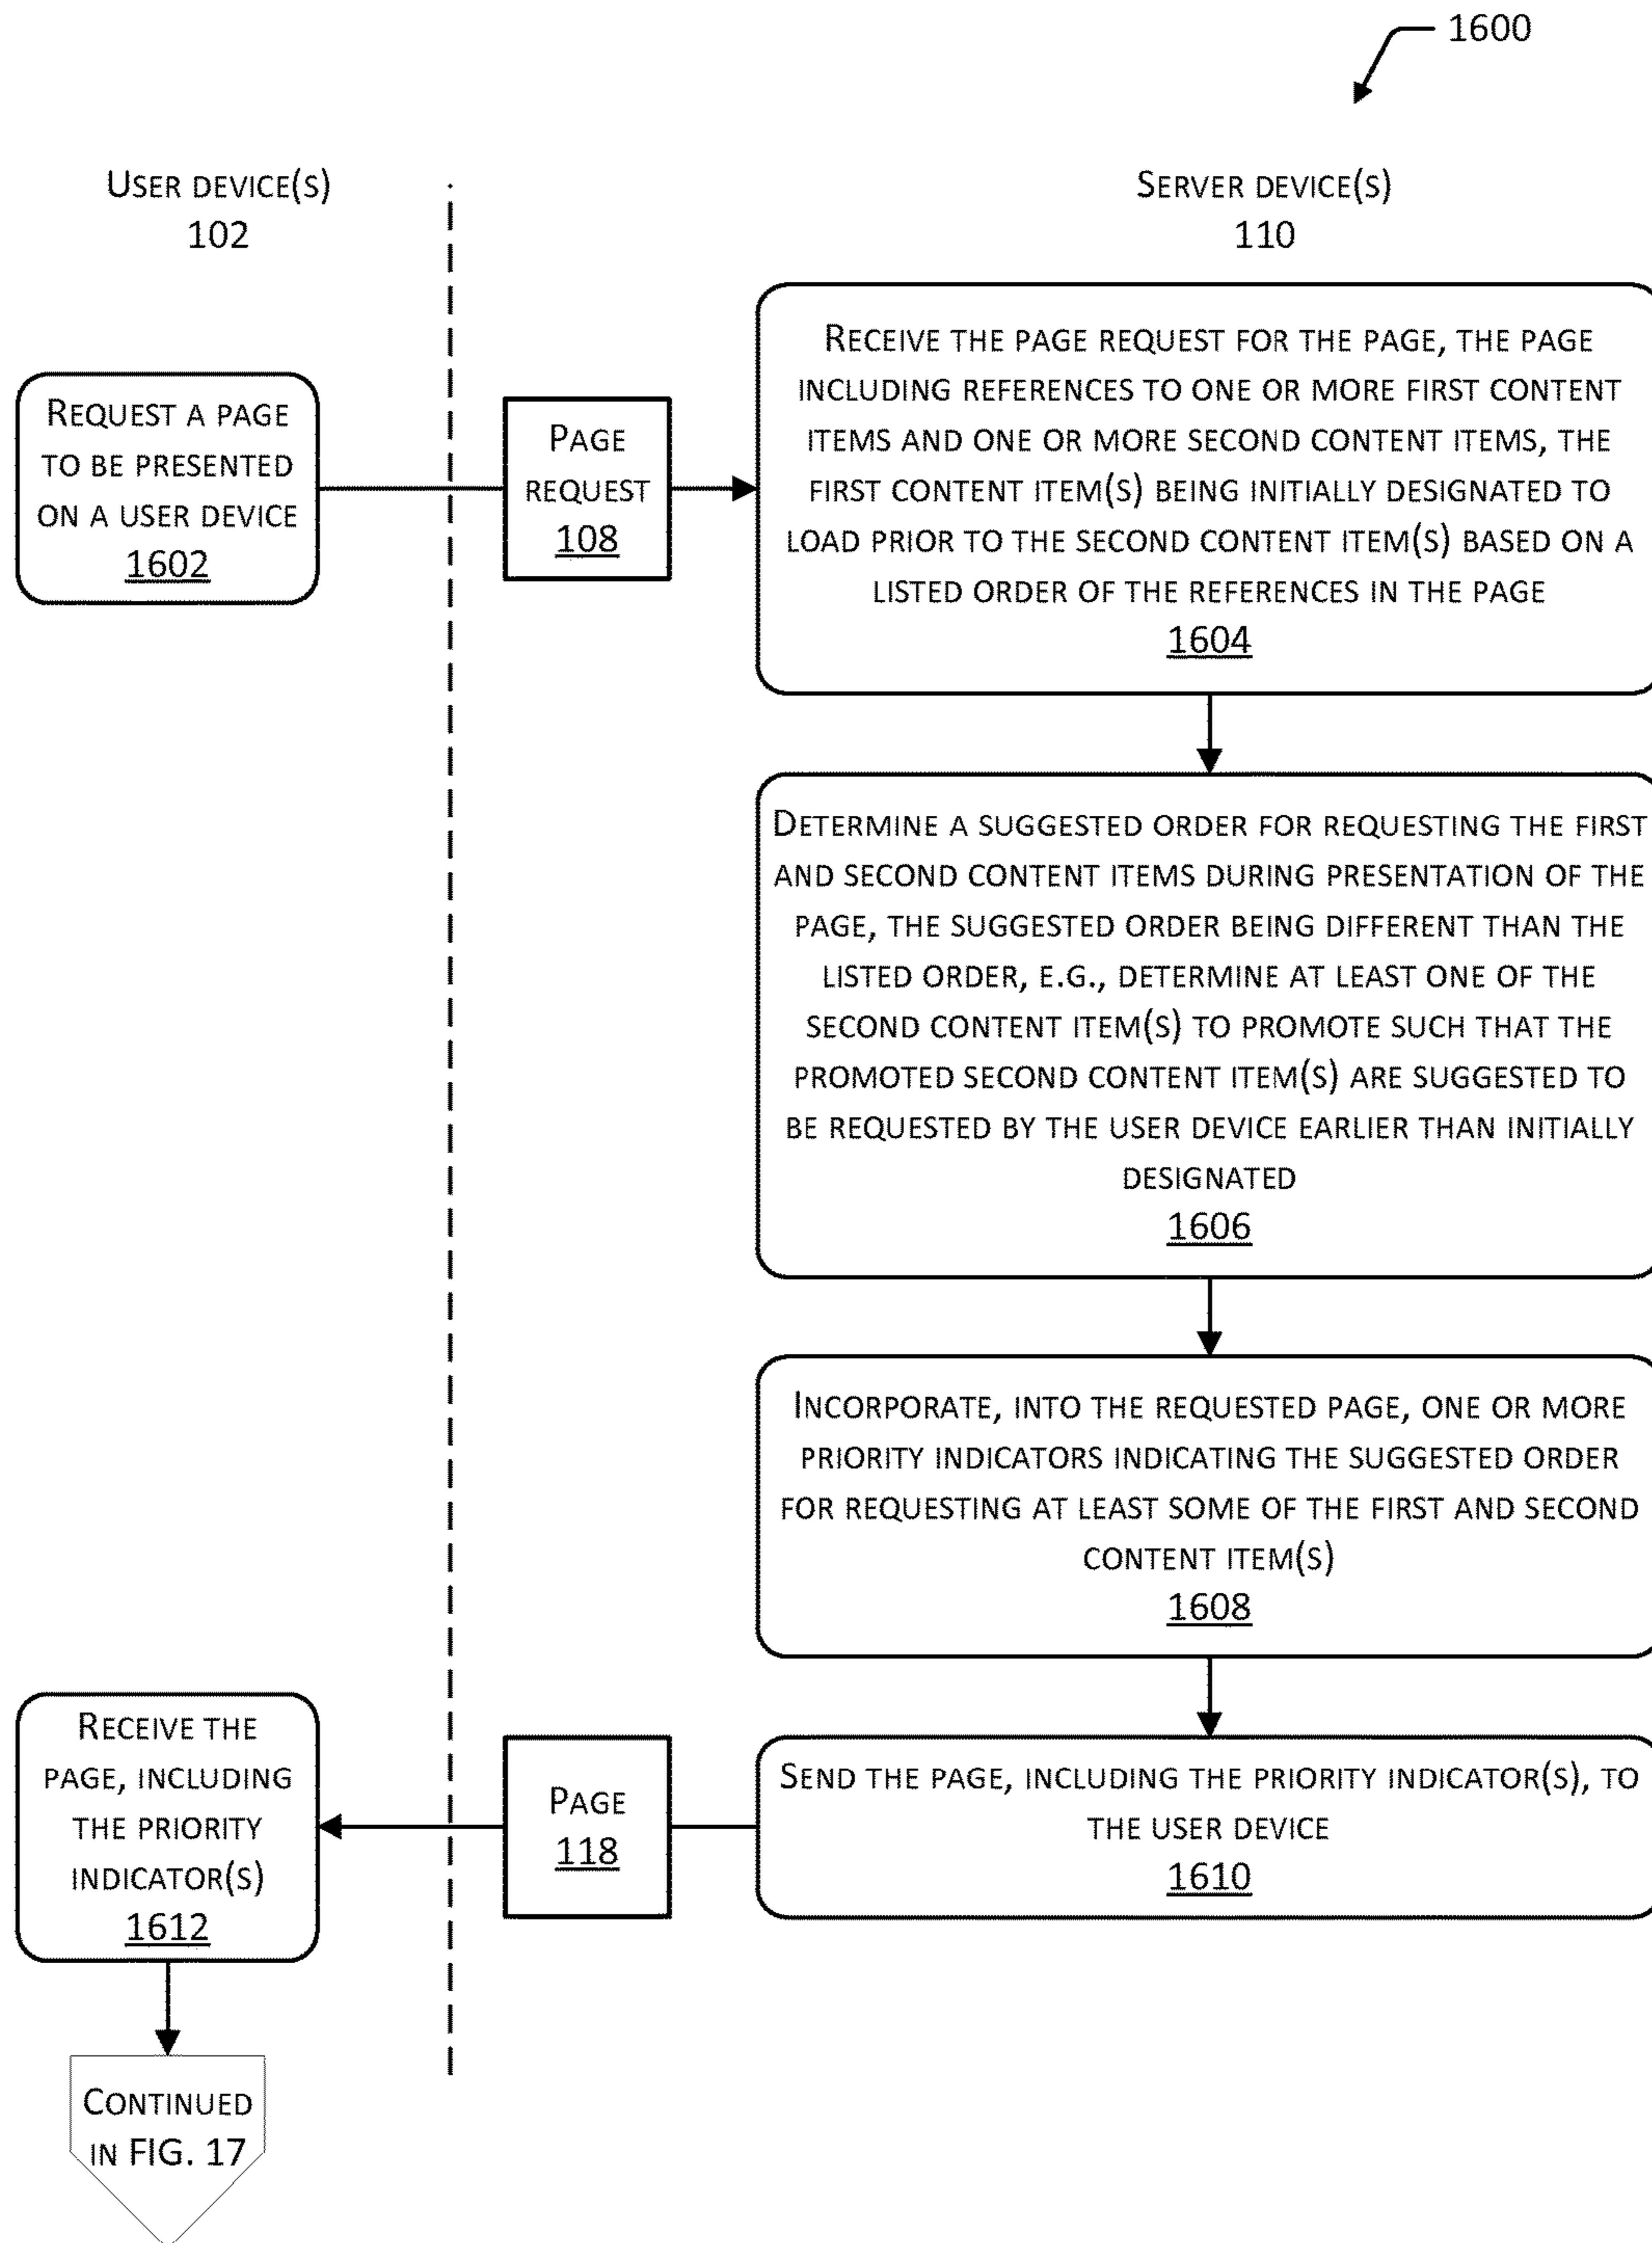 1600
USER DEVICE(S)
102
SERVER DEVICE(S)
110
REQUEST A PAGE
TO BE PRESENTED
ON A USER DEVICE
1602
PAGE
REQUEST
108
RECEIVE THE PAGE REQUEST FOR THE PAGE, THE PAGE
INCLUDING REFERENCES TO ONE OR MORE FIRST CONTENT
ITEMS AND ONE OR MORE SECOND CONTENT ITEMS, THE
FIRST CONTENT ITEM(S) BEING INITIALLY DESIGNATED TO
LOAD PRIOR TO THE SECOND CONTENT ITEM(S) BASED ON A
LISTED ORDER OF THE REFERENCES IN THE PAGE
1604
DETERMINE A SUGGESTED ORDER FOR REQUESTING THE FIRST
AND SECOND CONTENT ITEMS DURING PRESENTATION OF THE
PAGE, THE SUGGESTED ORDER BEING DIFFERENT THAN THE
LISTED ORDER, E.G., DETERMINE AT LEAST ONE OF THE
SECOND CONTENT ITEM(S) TO PROMOTE SUCH THAT THE
PROMOTED SECOND CONTENT ITEM(S) ARE SUGGESTED TO
BE REQUESTED BY THE USER DEVICE EARLIER THAN INITIALLY
DESIGNATED
1606
INCORPORATE, INTO THE REQUESTED PAGE, ONE OR MORE
PRIORITY INDICATORS INDICATING THE SUGGESTED ORDER
FOR REQUESTING AT LEAST SOME OF THE FIRST AND SECOND
CONTENT ITEM(S)
1608
SEND THE PAGE, INCLUDING THE PRIORITY INDICATOR(S), TO
THE USER DEVICE
1610
PAGE
118
RECEIVE THE
PAGE, INCLUDING
THE PRIORITY
INDICATOR(S)
1612
CONTINUED
IN FIG. 17